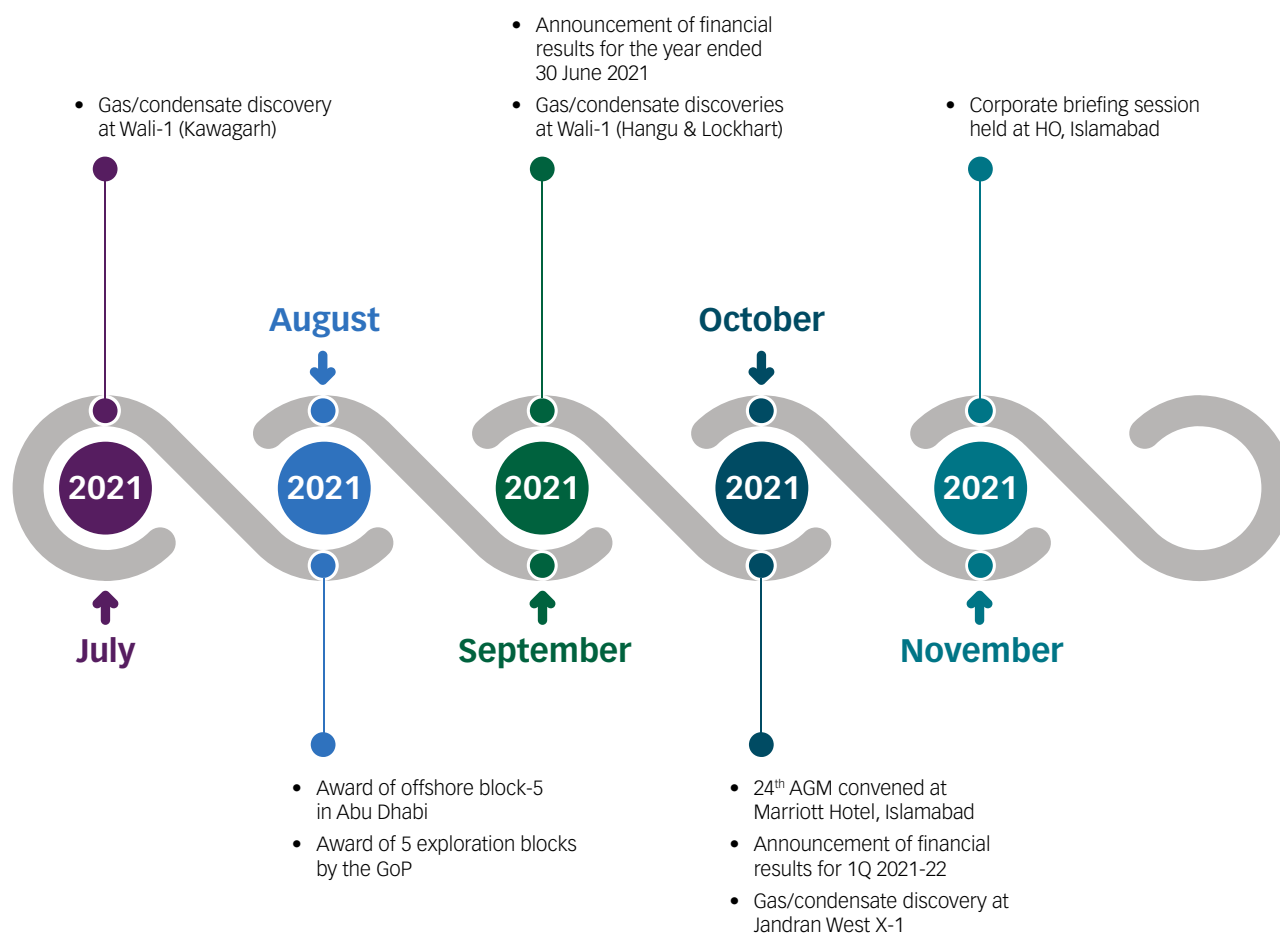 • Announcement of financial
results for the year ended
30 June 2021
• Gas/condensate discovery
at Wali-1 (Kawagarh)
• Gas/condensate discoveries
at Wali-1 (Hangu & Lockhart)
• Corporate briefing session
held at HO, Islamabad
August
October
2021
2021
2021
2021
2021
July
September
November
• Award of offshore block-5
in Abu Dhabi
• Award of 5 exploration blocks
by the GoP
• 24th AGM convened at
Marriott Hotel, Islamabad
• Announcement of financial
results for 1Q 2021-22
• Gas/condensate discovery at
Jandran West X-1